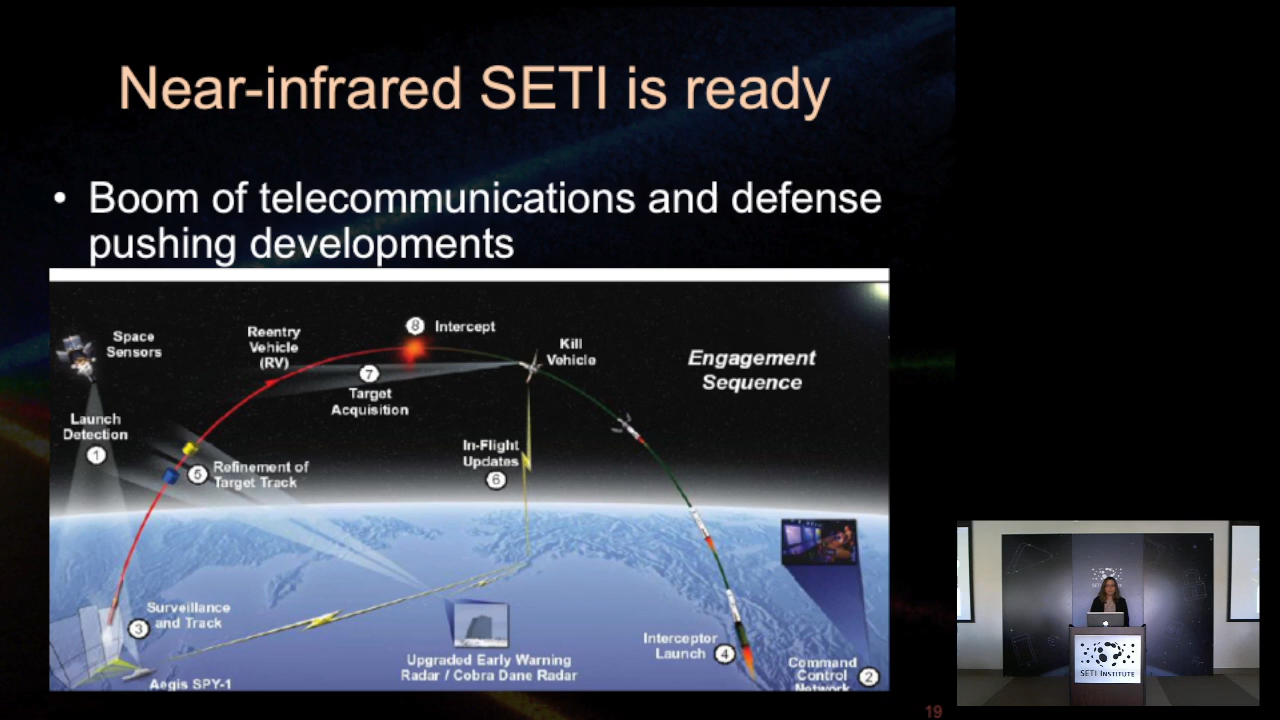 Near-infrared SETI is ready
• Boom of telecommunications and defense
pushing developments
Space
Sensors
Reentry
Vehicle
(RV)
8 Intercept
Kill
Vehicle
Engagement
Sequence
7
Target
Acquisition
Launch
Detection
1
In-Flight
Updates
6
5 Refinement of
Target Track
Surveillance
3 and Track
Interceptor
Launch 4
Upgraded Early Warning
Radar / Cobra Dane Radar
Command
Control 2
Network
Aegis SPY-1
19
SETI
SETI INSTITUTE